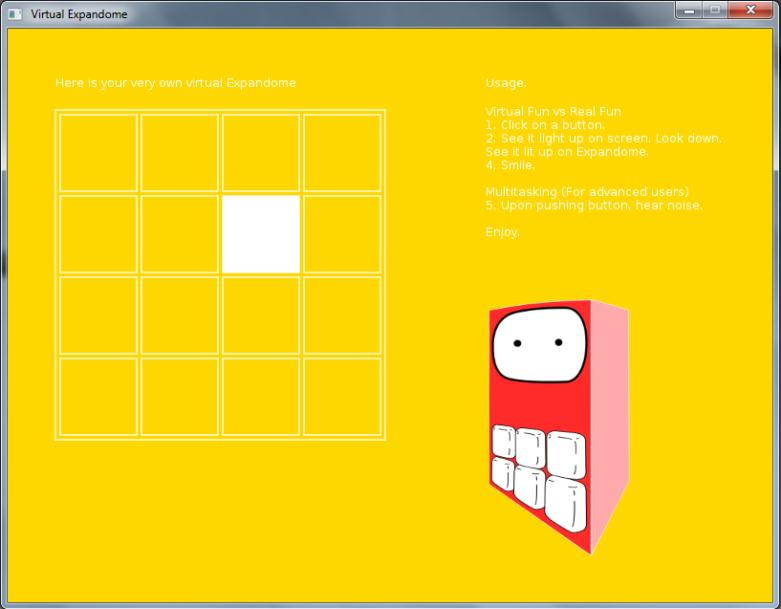 Virtual Expandome
Here is your very own virtual Expandome
Usage.
Virtual Fun vs Real Fun
1. Click on a button.
2. See it light up on screen. Look down.
See it lit up on Expandome.
4. Smile.
Multitasking (For advanced users)
5. Upon pushing button, hear noise.
Enjoy.